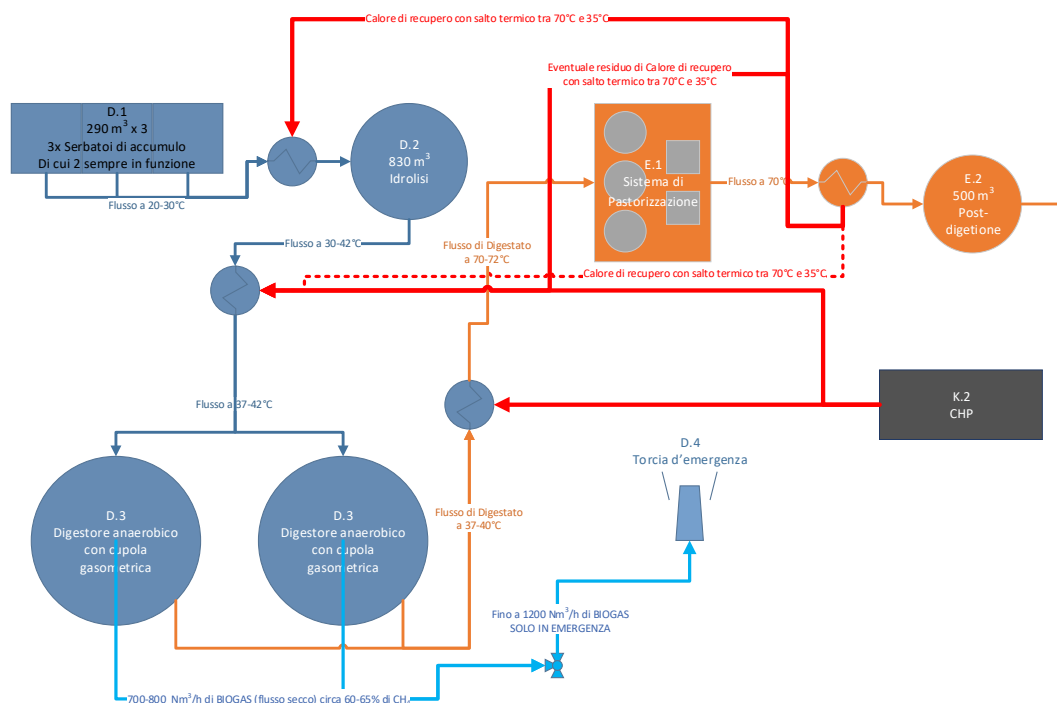 Calore di recupero con salto termico tra 70°C e 35°C
Eventuale residuo di Calore di recupero
con salto termico tra 70°C e 35°C
D.1
290 m³ x 3
3x Serbatoi di accumulo
Di cui 2 sempre in funzione
D.2
830 m³
Idrolisi
E.1
Sistema di
Pastorizzazione
Flusso a 70°C
E.2
500 m³
Post-
digetione
Flusso a 20-30°C
Flusso a 30-42°C
Flusso di Digestato
a 70-72°C
Calore di recupero con salto termico tra 70°C e 35°C
Flusso a 37-42°C
K.2
CHP
D.4
Torcia d'emergenza
D.3
Digestore anaerobico
con cupola
gasometrica
D.3
Digestore anaerobico
con cupola
gasometrica
Flusso di Digestato
a 37-40°C
Fino a 1200 Nm³/h di BIOGAS
SOLO IN EMERGENZA
700-800 Nm³/h di BIOGAS (flusso secco) circa 60-65% di CH₄